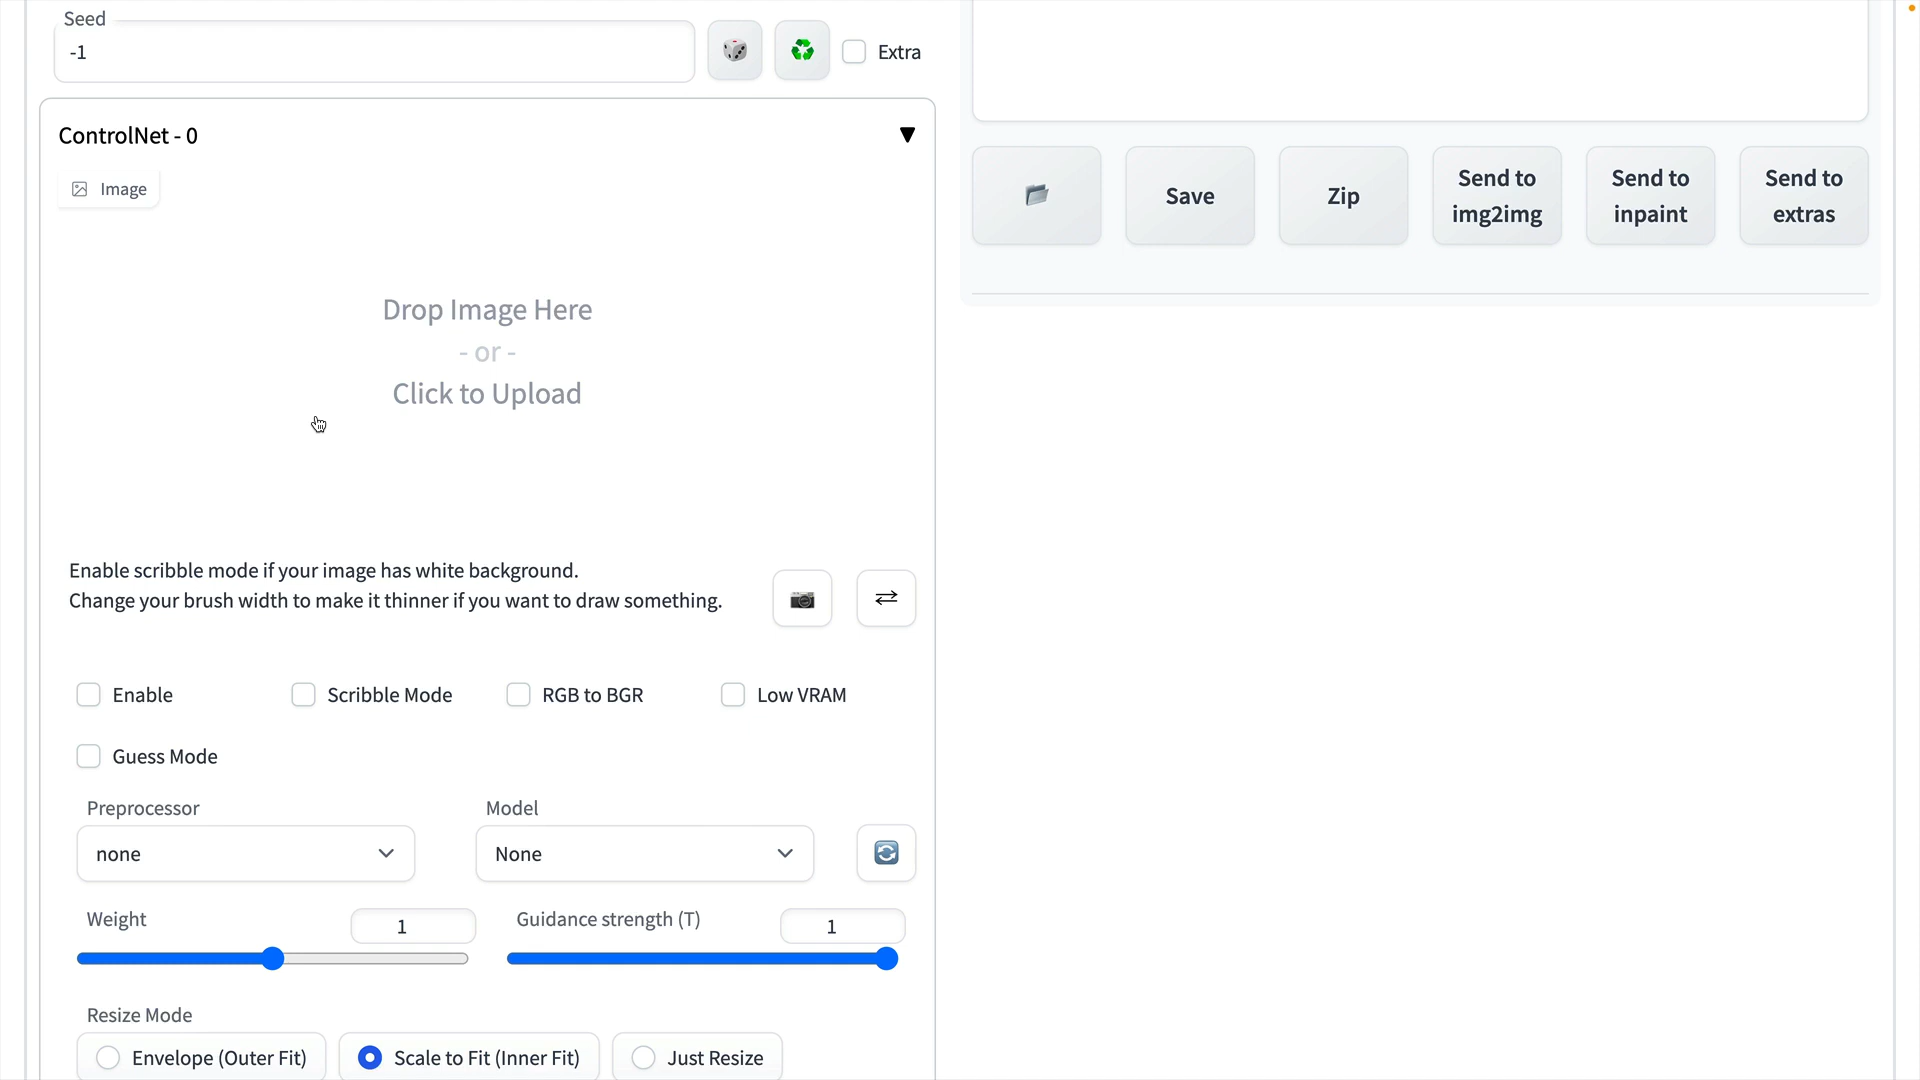 Seed
-1
Extra
ControlNet - 0
Image
Drop Image Here
- or -
Click to Upload
Enable scribble mode if your image has white background.
Change your brush width to make it thinner if you want to draw something.
Enable
Scribble Mode
RGB to BGR
Low VRAM
Guess Mode
Preprocessor
Model
none
None
Weight
1
Guidance strength (T)
1
Resize Mode
Envelope (Outer Fit)
Scale to Fit (Inner Fit)
Just Resize
Save
Zip
Send to
img2img
Send to
inpaint
Send to
extras